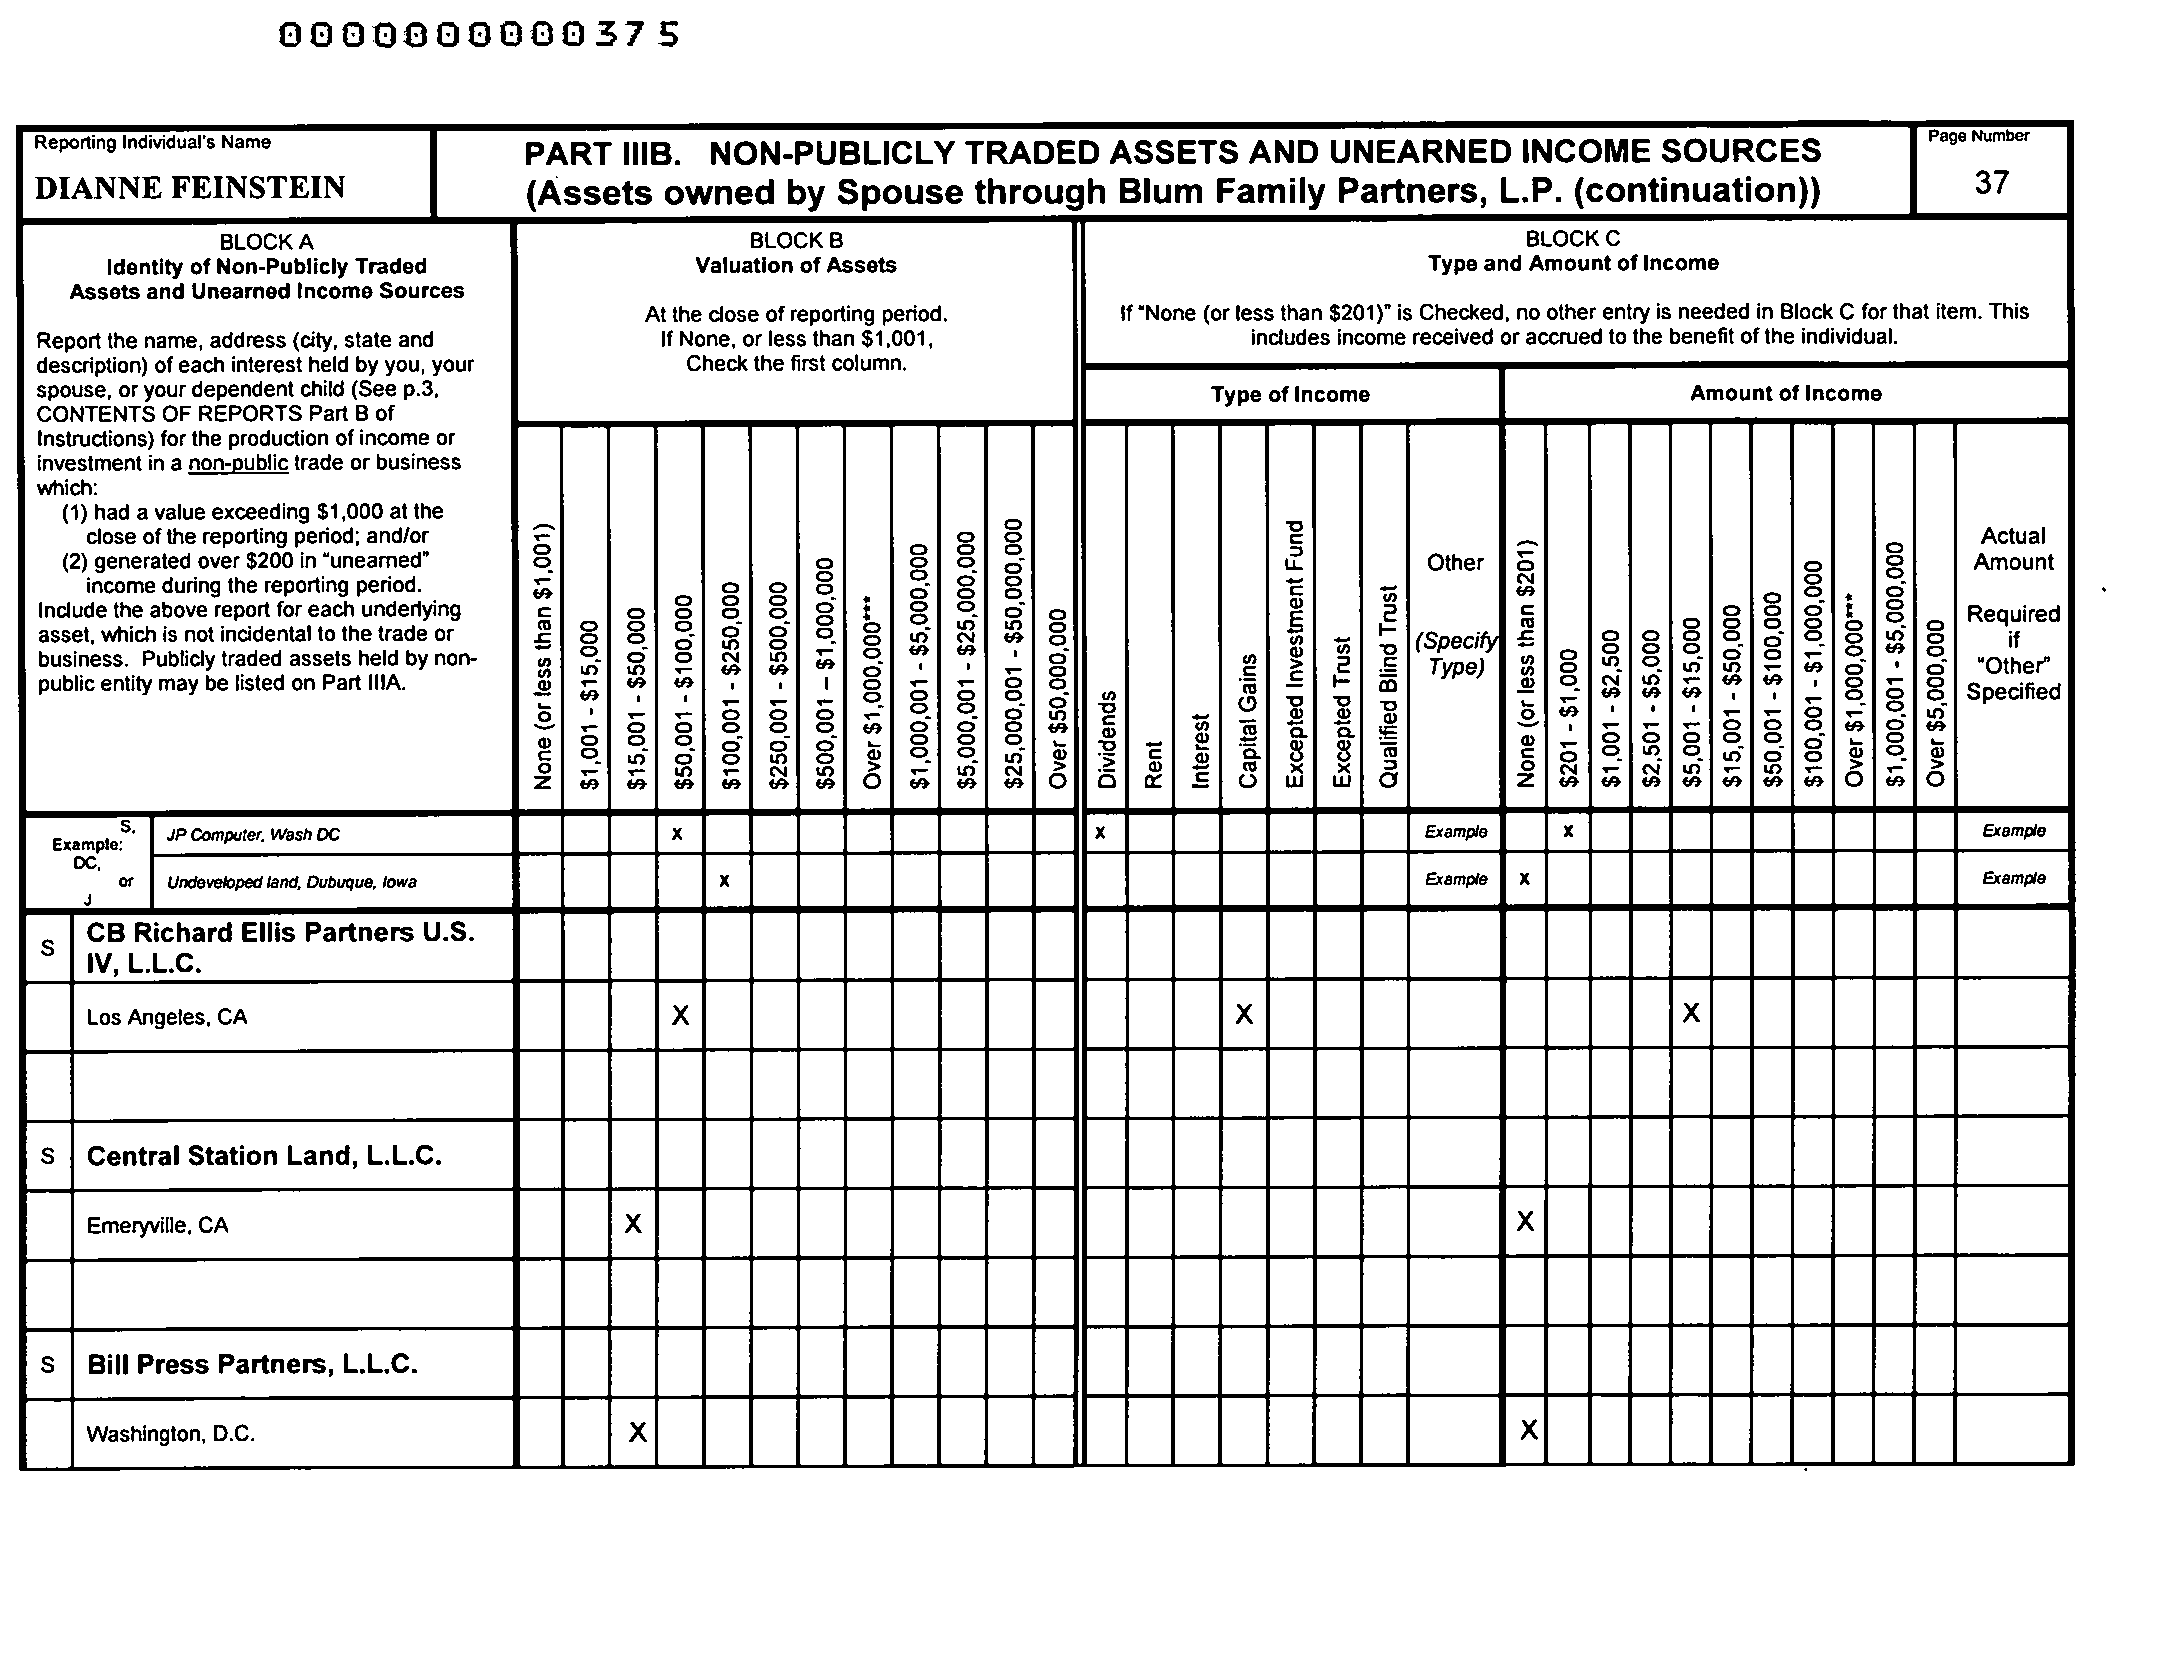 000000000375
Reporting Individual's Name
DIANNE FEINSTEIN
PART IIIB. NON-PUBLICLY TRADED ASSETS AND UNEARNED INCOME SOURCES
(Assets owned by Spouse through Blum Family Partners, L.P. (continuation))
Page Number
37
BLOCK A
Identity of Non-Publicly Traded
Assets and Unearned Income Sources
Report the name, address (city, state and
description) of each interest held by you, your
spouse, or your dependent child (See p.3,
CONTENTS OF REPORTS Part B of
Instructions) for the production of income or
investment in a non-public trade or business
which:
(1) had a value exceeding $1,000 at the
close of the reporting period; and/or
(2) generated over $200 in "unearned"
income during the reporting period.
Include the above report for each underlying
asset, which is not incidental to the trade or
business. Publicly traded assets held by non-
public entity may be listed on Part IIIA.
BLOCK B
Valuation of Assets
At the close of reporting period.
If None, or less than $1,001,
Check the first column.
None (or less than $1,001)
$1,001 - $15,000
$15,001 - $50,000
$50,001 - $100,000
$100,001 - $250,000
$250,001 - $500,000
$500,001 – $1,000,000
Over $1,000,000***
$1,000,001 - $5,000,000
$5,000,001 - $25,000,000
$25,000,001 - $50,000,000
Over $50,000,000
BLOCK C
Type and Amount of Income
If "None (or less than $201)" is Checked, no other entry is needed in Block C for that item. This
includes income received or accrued to the benefit of the individual.
Type of Income
Dividends
Rent
Interest
Capital Gains
Excepted Investment Fund
Excepted Trust
Qualified Blind Trust
Other
(Specify
Type)
Amount of Income
None (or less than $201)
$201 - $1,000
$1,001 - $2,500
$2,501 - $5,000
$5,001 - $15,000
$15,001 - $50,000
$50,001 - $100,000
$100,001 - $1,000,000
Over $1,000,000***
$1,000,001 - $5,000,000
Over $5,000,000
Actual
Amount
Required
if
"Other"
Specified
Example:
S,
DC,
or
J
JP Computer, Wash DC X X Example X Example
Undeveloped land, Dubuque, Iowa X Example X Example
S CB Richard Ellis Partners U.S.
IV, L.L.C.
Los Angeles, CA X X X
S Central Station Land, L.L.C.
Emeryville, CA X X
S Bill Press Partners, L.L.C.
Washington, D.C. X X